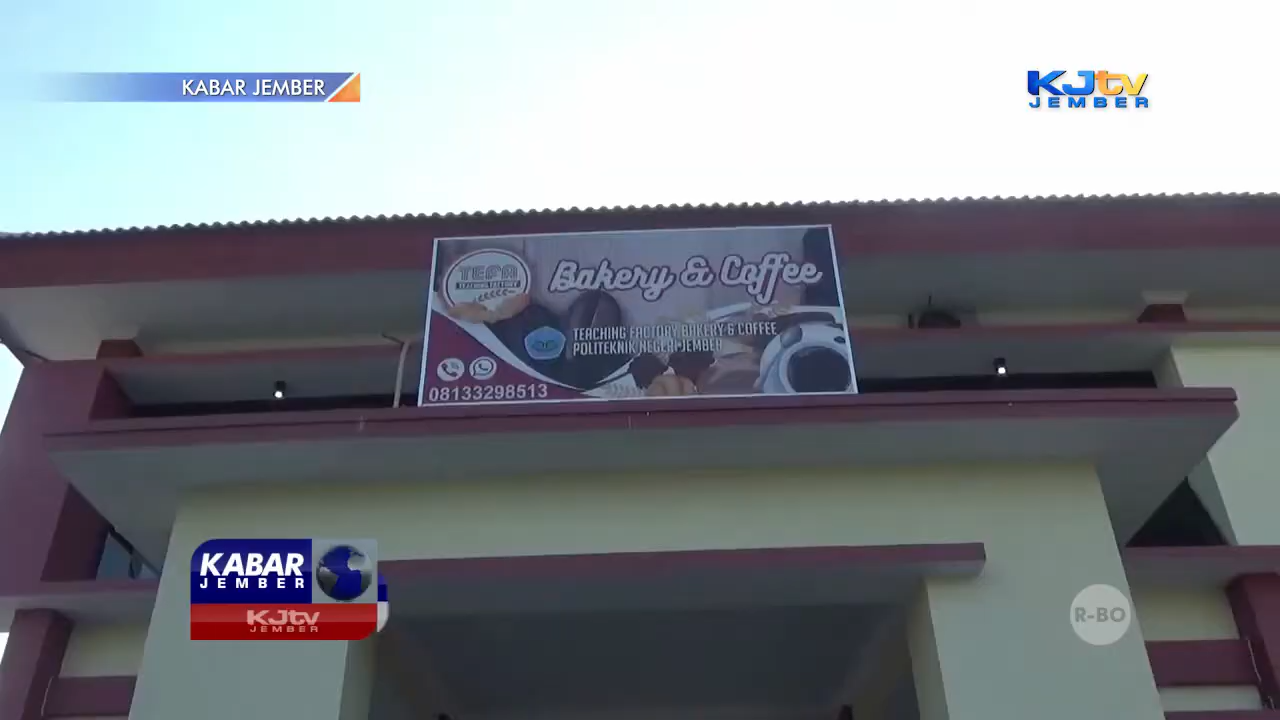 KABAR JEMBER
KJtv
JEMBER
TEFA
TEACHING FACTORY
Bakery & Coffee
TEACHING FACTORY BAKERY & COFFEE
POLITEKNIK NEGERI JEMBER
08133298513
KABAR
JEMBER
KJtv
JEMBER
R-BO